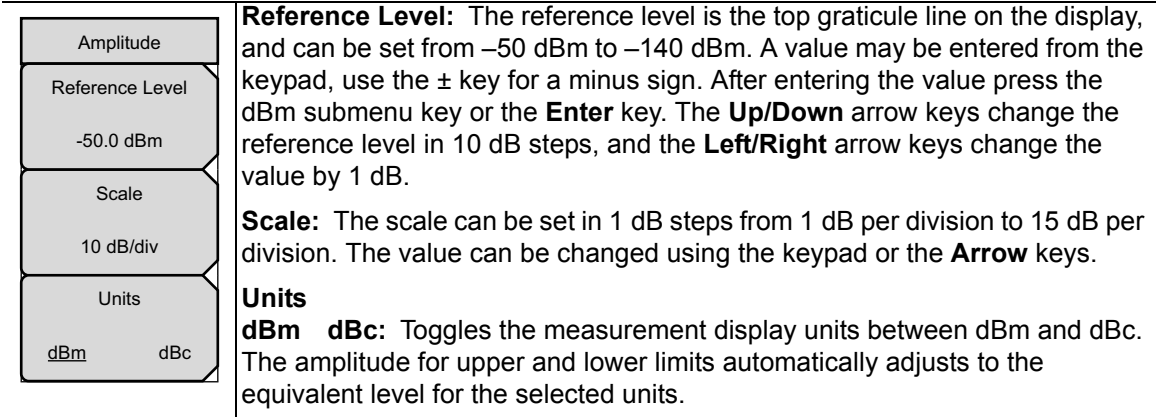 Amplitude
Reference Level
-50.0 dBm
Scale
10 dB/div
Units
dBm dBc
Reference Level: The reference level is the top graticule line on the display,
and can be set from –50 dBm to –140 dBm. A value may be entered from the
keypad, use the ± key for a minus sign. After entering the value press the
dBm submenu key or the Enter key. The Up/Down arrow keys change the
reference level in 10 dB steps, and the Left/Right arrow keys change the
value by 1 dB.
Scale: The scale can be set in 1 dB steps from 1 dB per division to 15 dB per
division. The value can be changed using the keypad or the Arrow keys.
Units
dBm dBc: Toggles the measurement display units between dBm and dBc.
The amplitude for upper and lower limits automatically adjusts to the
equivalent level for the selected units.